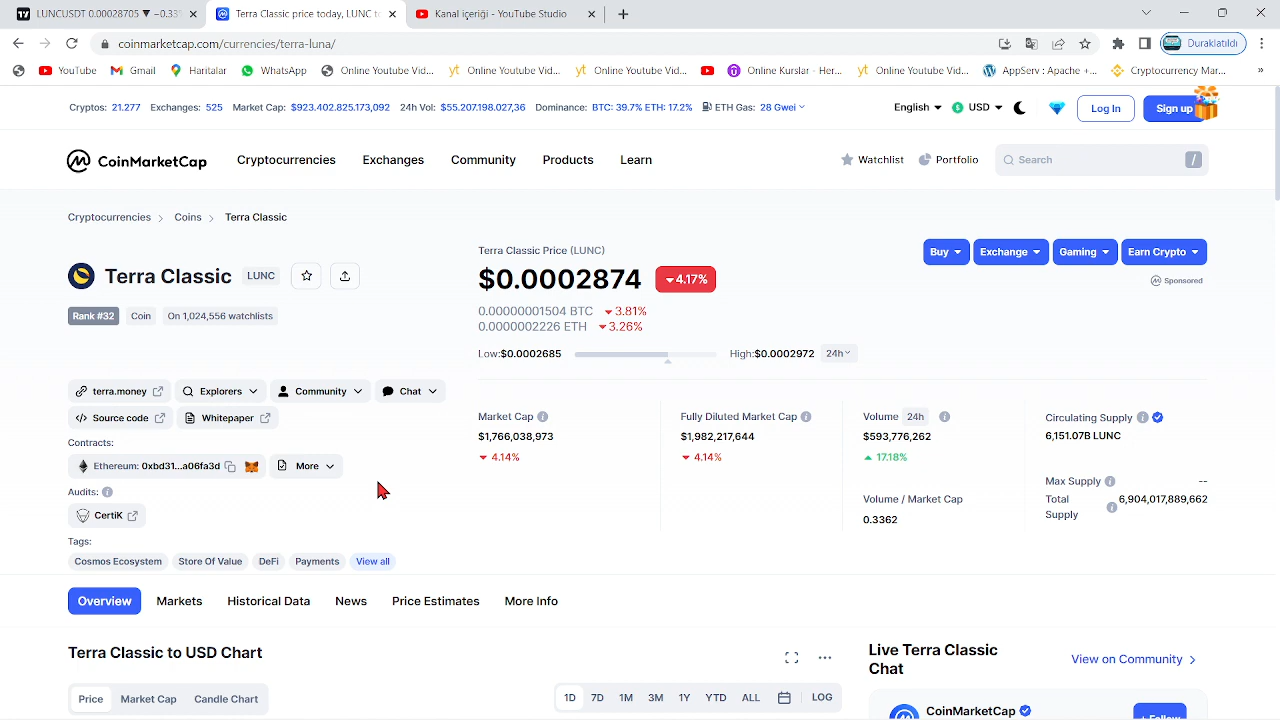 LUNCUSDT 0.00028705 ▼ −0.33%
Terra Classic price today, LUNC to
Kanal içeriği - YouTube Studio
coinmarketcap.com/currencies/terra-luna/
Duraklatıldı
YouTube
Gmail
Haritalar
WhatsApp
Online Youtube Vid...
Online Youtube Vid...
Online Youtube Vid...
Online Kurslar - Her...
Online Youtube Vid...
AppServ : Apache +...
Cryptocurrency Mar...
»
Cryptos: 21.277 Exchanges: 525 Market Cap: $923.402.825.173,092 24h Vol: $55.207.198.027,36 Dominance: BTC: 39.7% ETH: 17.2% ETH Gas: 28 Gwei
English
USD
Log In
Sign up
CoinMarketCap
Cryptocurrencies
Exchanges
Community
Products
Learn
Watchlist
Portfolio
Search
/
Cryptocurrencies > Coins > Terra Classic
Terra Classic LUNC
Rank #32
Coin
On 1,024,556 watchlists
Terra Classic Price (LUNC)
$0.0002874 4.17%
0.00000001504 BTC 3.81%
0.0000002226 ETH 3.26%
Low:$0.0002685
High:$0.0002972
24h
Buy
Exchange
Gaming
Earn Crypto
Sponsored
terra.money
Explorers
Community
Chat
Source code
Whitepaper
Contracts:
Ethereum: 0xbd31...a06fa3d
More
Audits:
CertiK
Tags:
Cosmos Ecosystem
Store Of Value
DeFi
Payments
View all
Market Cap
$1,766,038,973
4.14%
Fully Diluted Market Cap
$1,982,217,644
4.14%
Volume 24h
$593,776,262
17.18%
Volume / Market Cap
0.3362
Circulating Supply
6,151.07B LUNC
Max Supply --
Total Supply 6,904,017,889,662
Overview
Markets
Historical Data
News
Price Estimates
More Info
Terra Classic to USD Chart
Price
Market Cap
Candle Chart
1D
7D
1M
3M
1Y
YTD
ALL
LOG
Live Terra Classic
Chat
View on Community >
CoinMarketCap
+ Follow